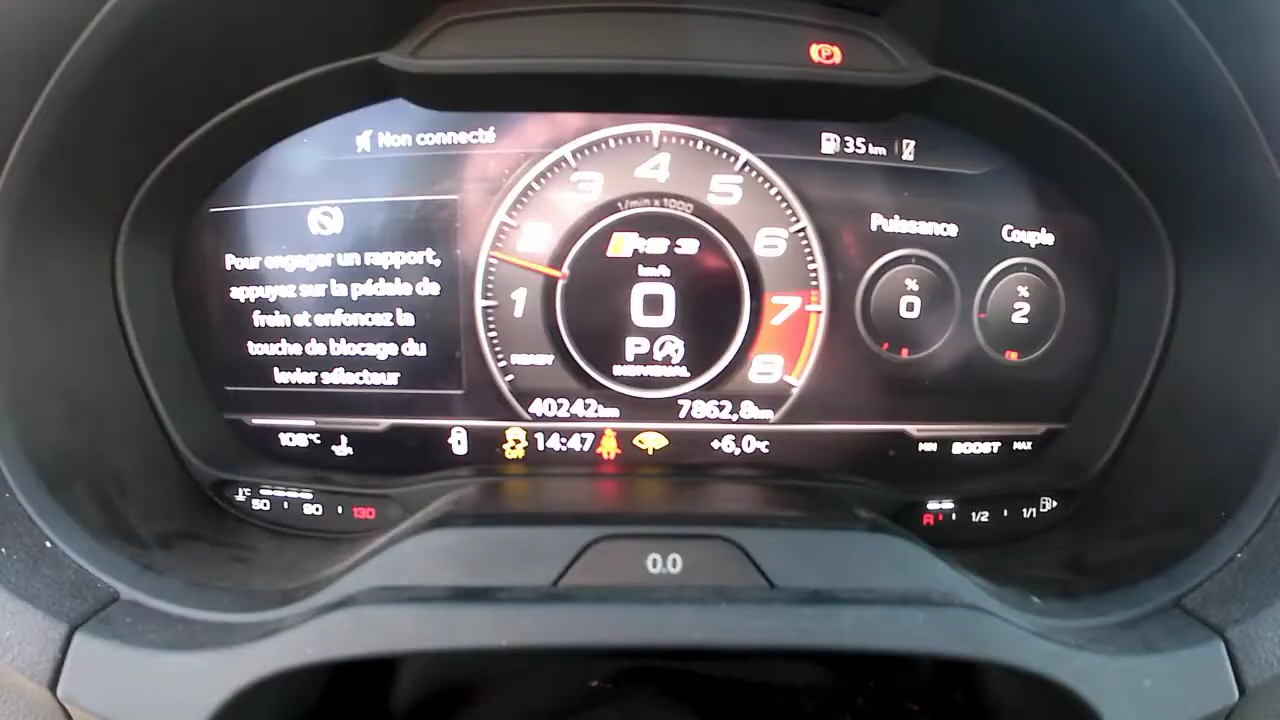 Non connecté
35 km
Pour engager un rapport,
appuyez sur la pédale de
frein et enfoncez la
touche de blocage du
levier sélecteur
1 2 3 4 5 6 7 8
1/min x 1000
RS 3
km/h
0
P
INDIVIDUAL
READY
Puissance
%
0
Couple
%
2
40242 km
7862,8 km
108°C
OFF
14:47
+6,0°C
MIN BOOST MAX
°C
50 90 130
R 1/2 1/1
0.0